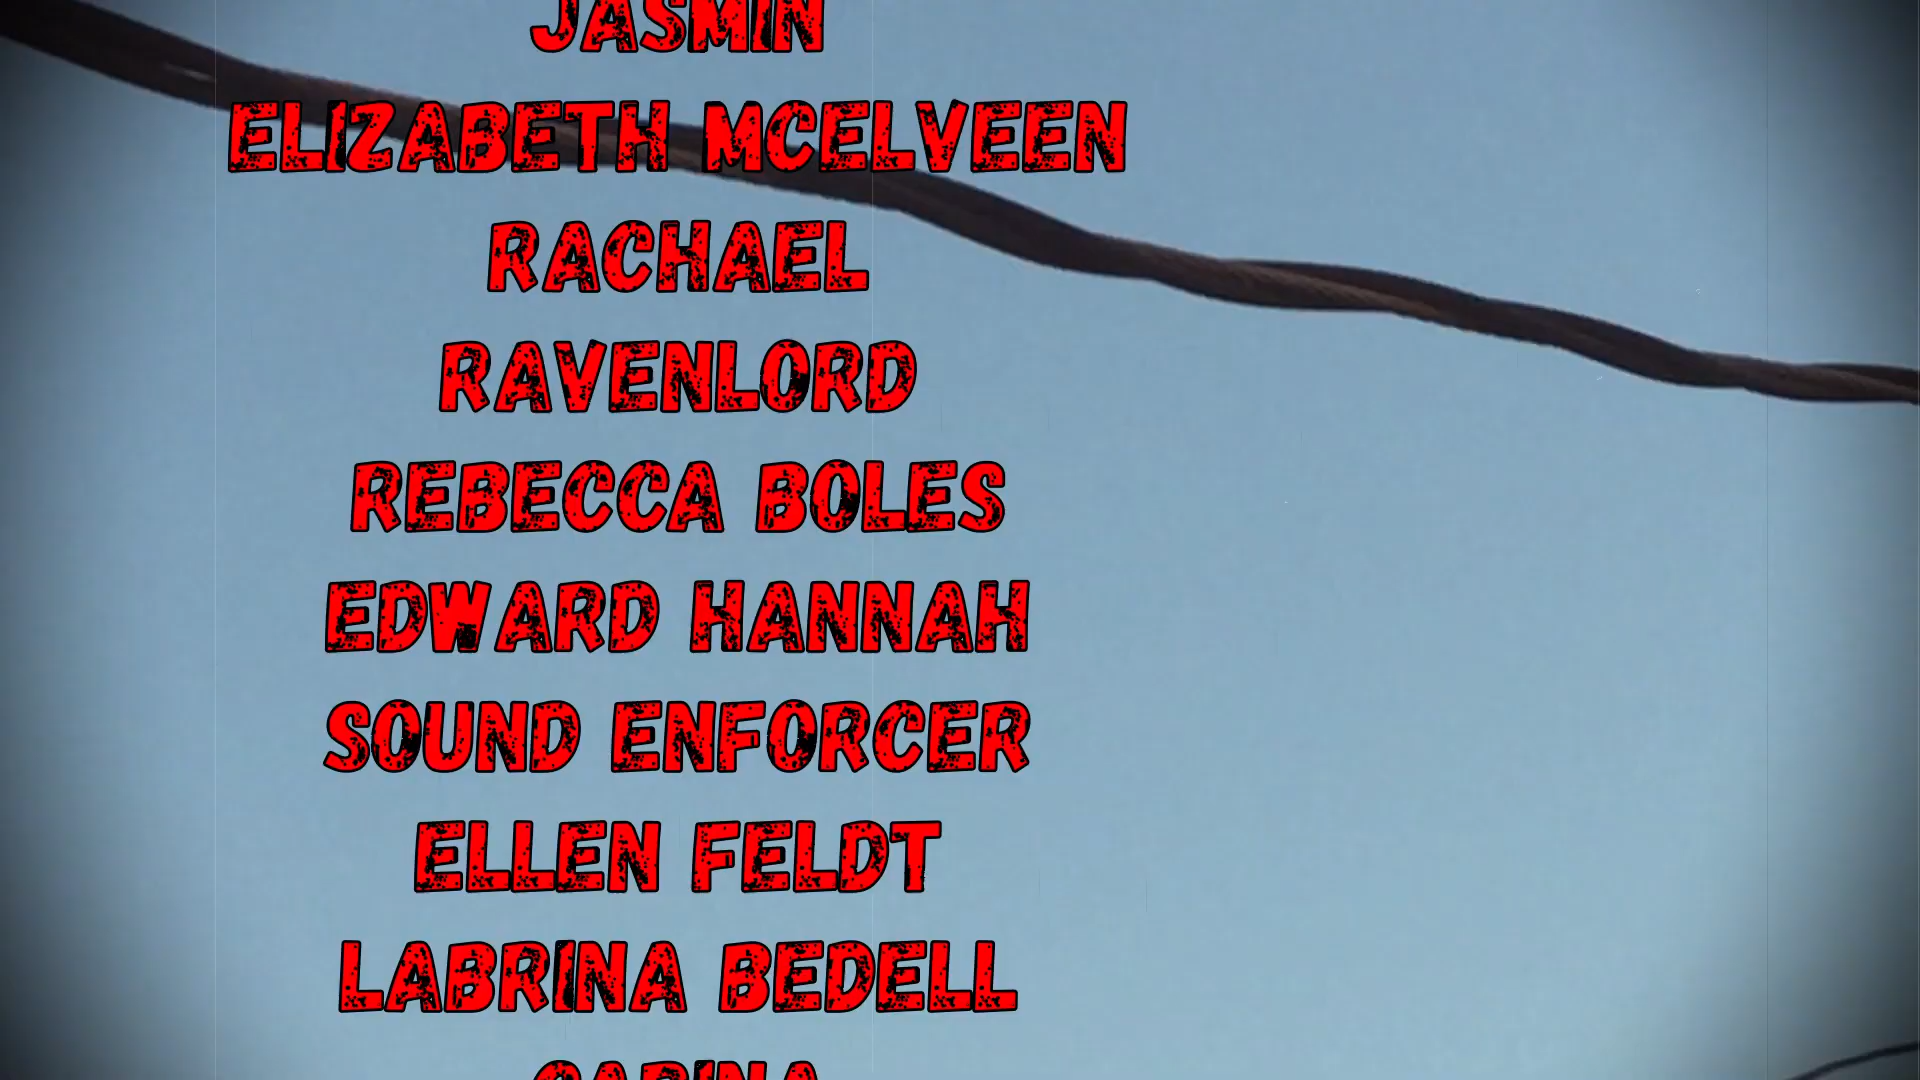 JASMIN
ELIZABETH MCELVEEN
RACHAEL
RAVENLORD
REBECCA BOLES
EDWARD HANNAH
SOUND ENFORCER
ELLEN FELDT
LABRINA BEDELL